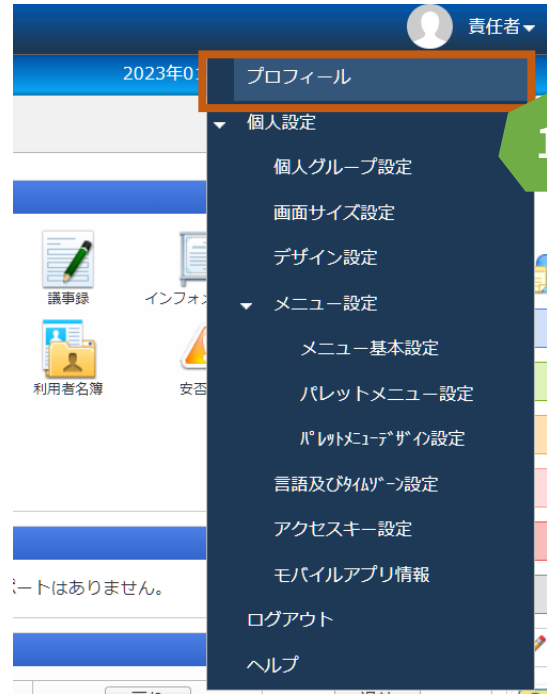 責任者
2023年0
プロフィール
個人設定
1
個人グループ設定
画面サイズ設定
デザイン設定
議事録
インフォ
メニュー設定
メニュー基本設定
利用者名簿
安否
パレットメニュー設定
ﾊﾟﾚｯﾄﾒﾆｭｰﾃﾞｻﾞｲﾝ設定
言語及びﾀｲﾑｿﾞｰﾝ設定
アクセスキー設定
モバイルアプリ情報
ートはありません。
ログアウト
ヘルプ